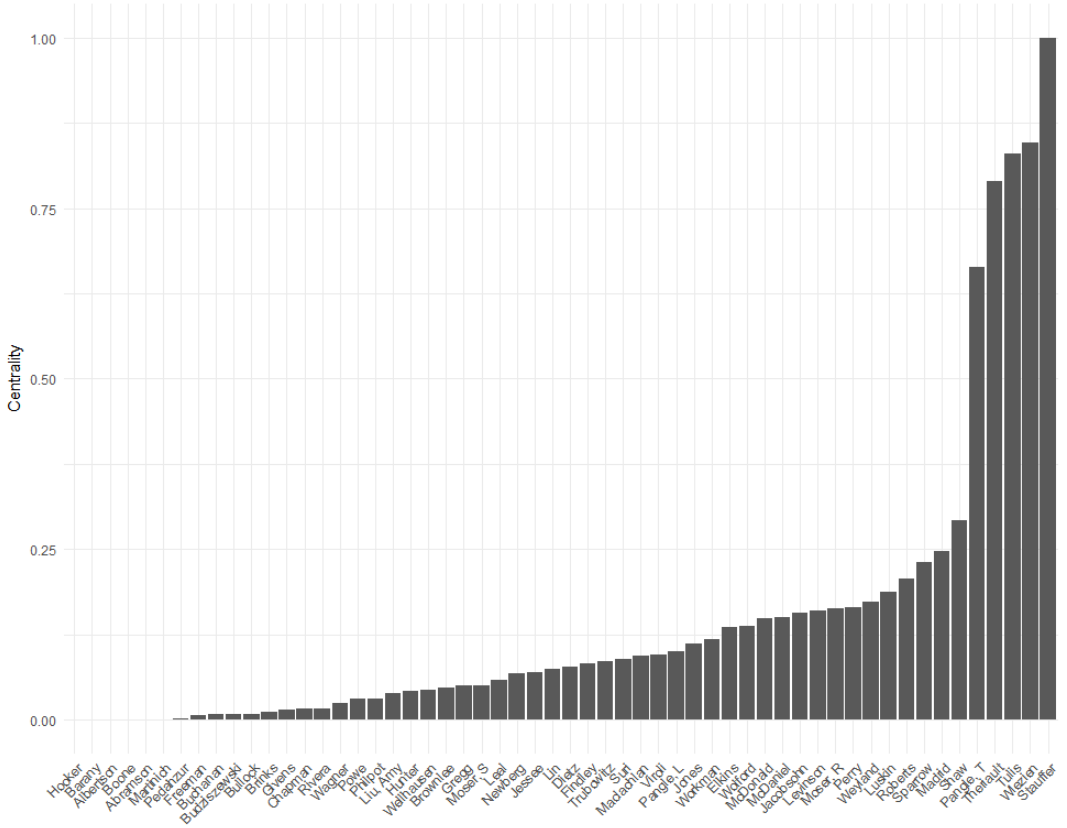 1.00
0.75
0.50
0.25
0.00
Centrality
Hooker
Barany
Albertson
Boone
Abramson
Martinich
Pedahzur
Freeman
Buchanan
Budziszewski
Bullock
Brinks
Givens
Chapman
Rivera
Wagner
Powe
Philpot
Liu, Amy
Hunter
Wellhausen
Brownlee
Gregg
Moser, S
Leal
Newberg
Jessee
Lin
Dietz
Findley
Trubowitz
Suri
Maclachlan
Virgil
Pangle, L
Jones
Workman
Elkins
Wolford
McDonald
McDaniel
Jacobsohn
Levinson
Moser, R
Perry
Weyland
Luskin
Roberts
Sparrow
Madrid
Shaw
Pangle, T
Theriault
Tulis
Wlezien
Stauffer